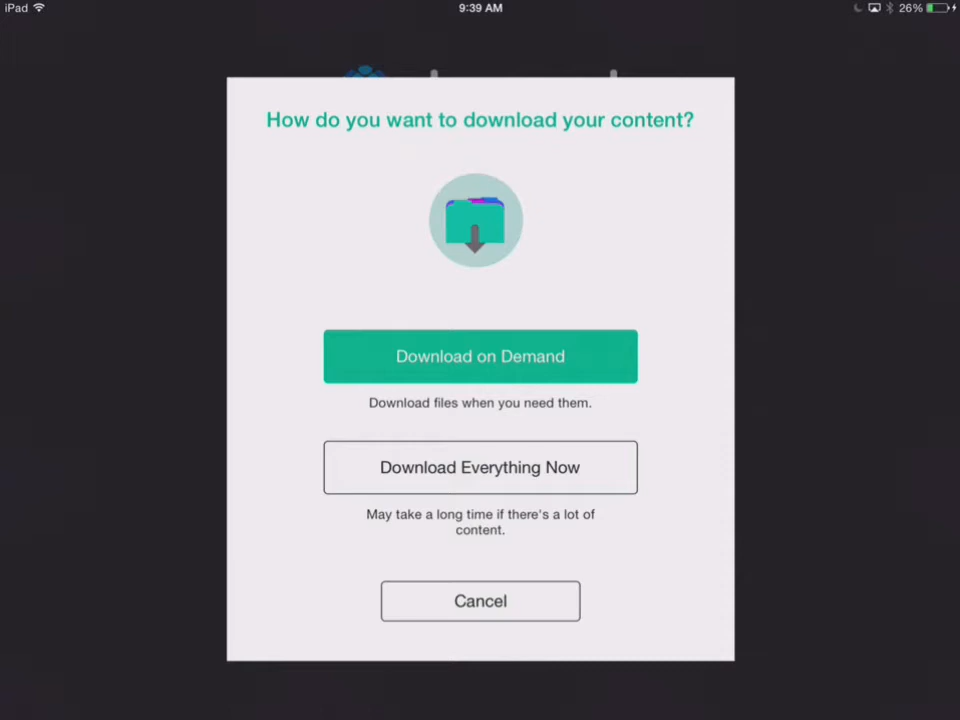 iPad
9:39 AM
26%
How do you want to download your content?
Download on Demand
Download files when you need them.
Download Everything Now
May take a long time if there's a lot of
content.
Cancel